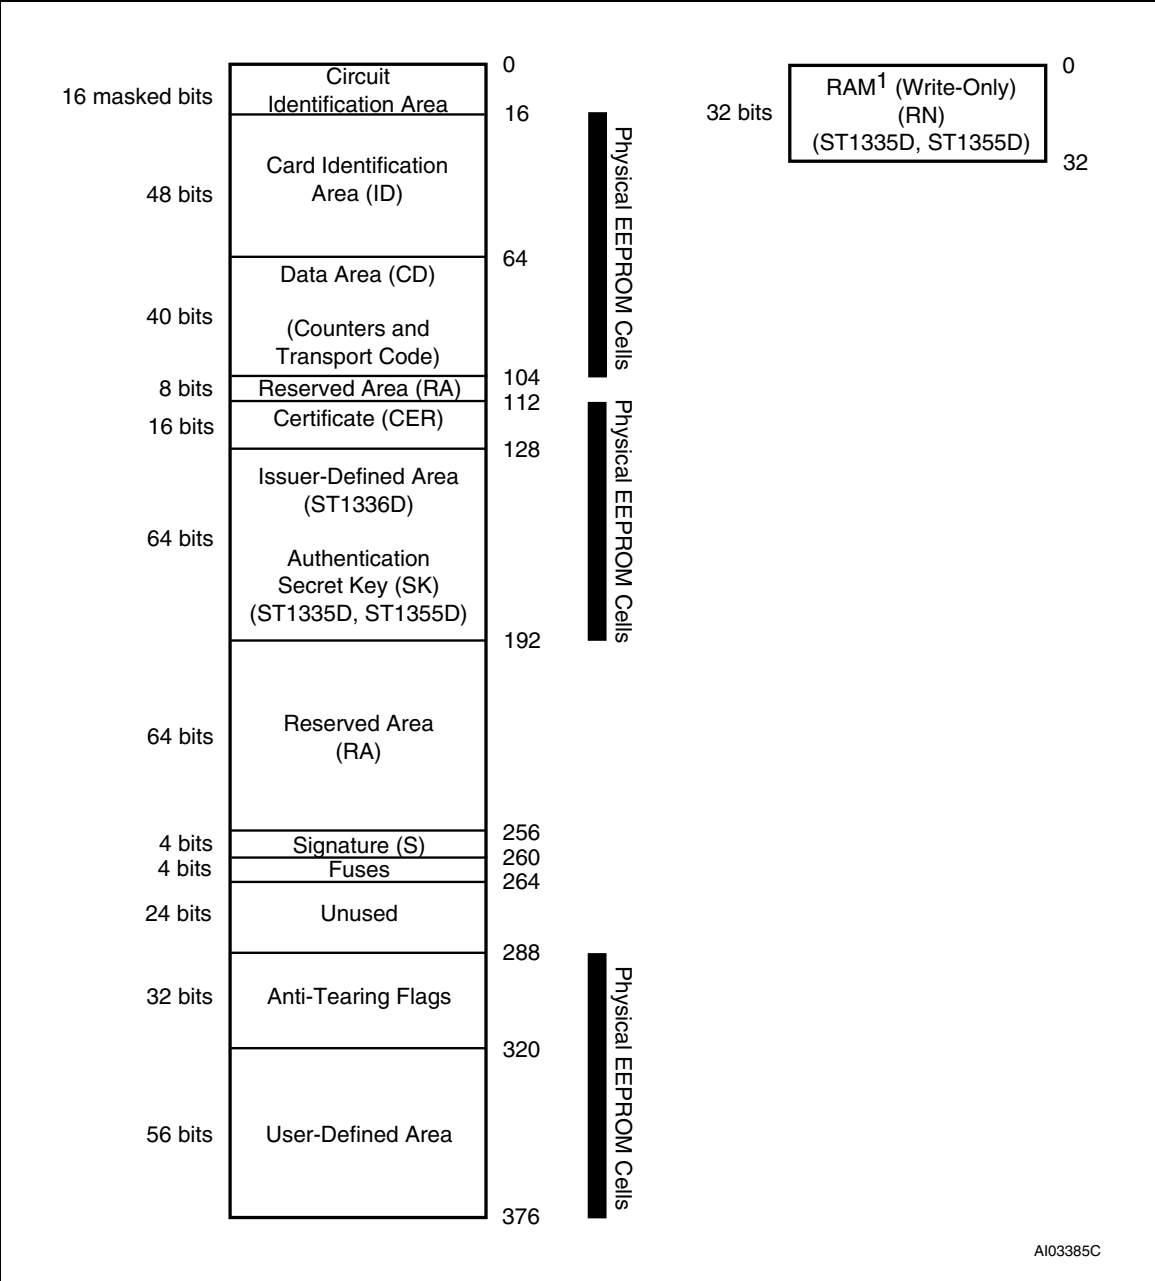 0
Circuit
Identification Area
16 masked bits
16
Card Identification
Area (ID)
48 bits
64
Data Area (CD)
(Counters and
Transport Code)
40 bits
104
8 bits
Reserved Area (RA)
112
16 bits
Certificate (CER)
128
Issuer-Defined Area
(ST1336D)
64 bits
Authentication
Secret Key (SK)
(ST1335D, ST1355D)
192
Reserved Area
(RA)
64 bits
256
4 bits
Signature (S)
260
4 bits
Fuses
264
24 bits
Unused
288
32 bits
Anti-Tearing Flags
320
56 bits
User-Defined Area
376
Physical EEPROM Cells
Physical EEPROM Cells
Physical EEPROM Cells
0
32 bits
RAM1 (Write-Only)
(RN)
(ST1335D, ST1355D)
32
AI03385C